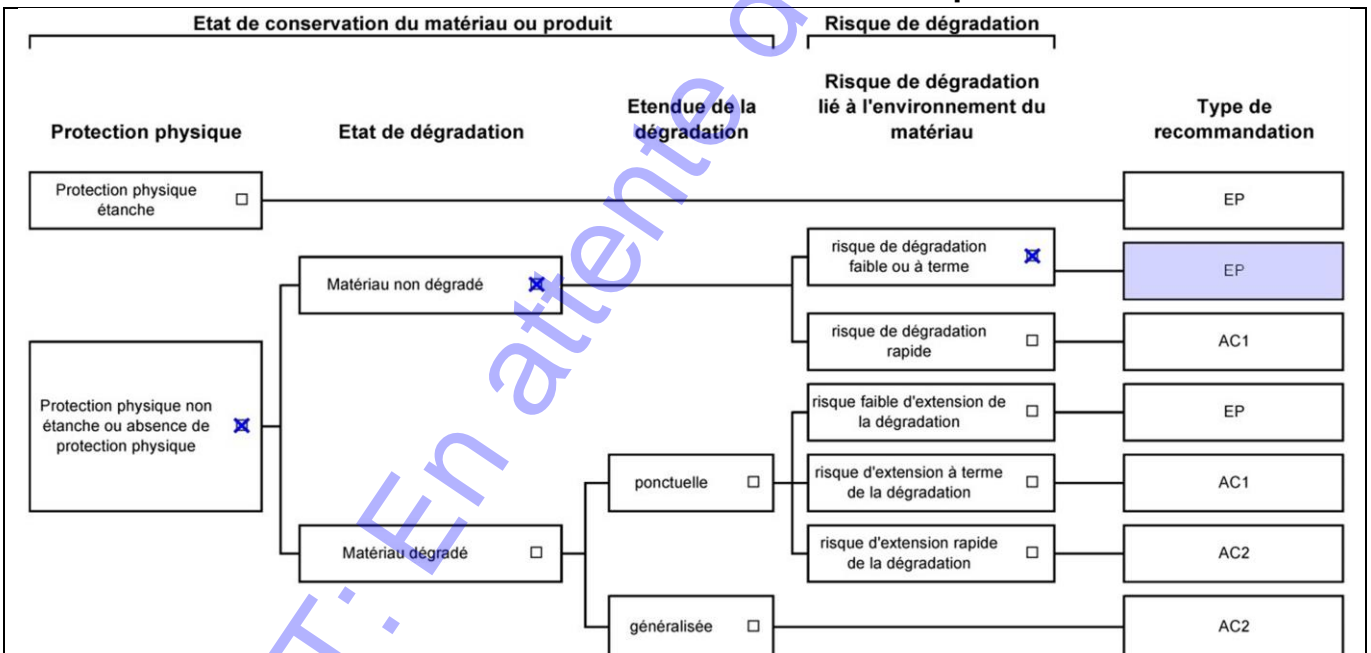 Etat de conservation du matériau ou produit
Risque de dégradation
Protection physique
Etat de dégradation
Etendue de la
dégradation
Risque de dégradation
lié à l'environnement du
matériau
Type de
recommandation
Protection physique
étanche
EP
Matériau non dégradé
risque de dégradation
faible ou à terme
EP
risque de dégradation
rapide
AC1
Protection physique non
étanche ou absence de
protection physique
risque faible d'extension de
la dégradation
EP
ponctuelle
risque d'extension à terme
de la dégradation
AC1
Matériau dégradé
risque d'extension rapide
de la dégradation
AC2
généralisée
AC2
T: En attente d